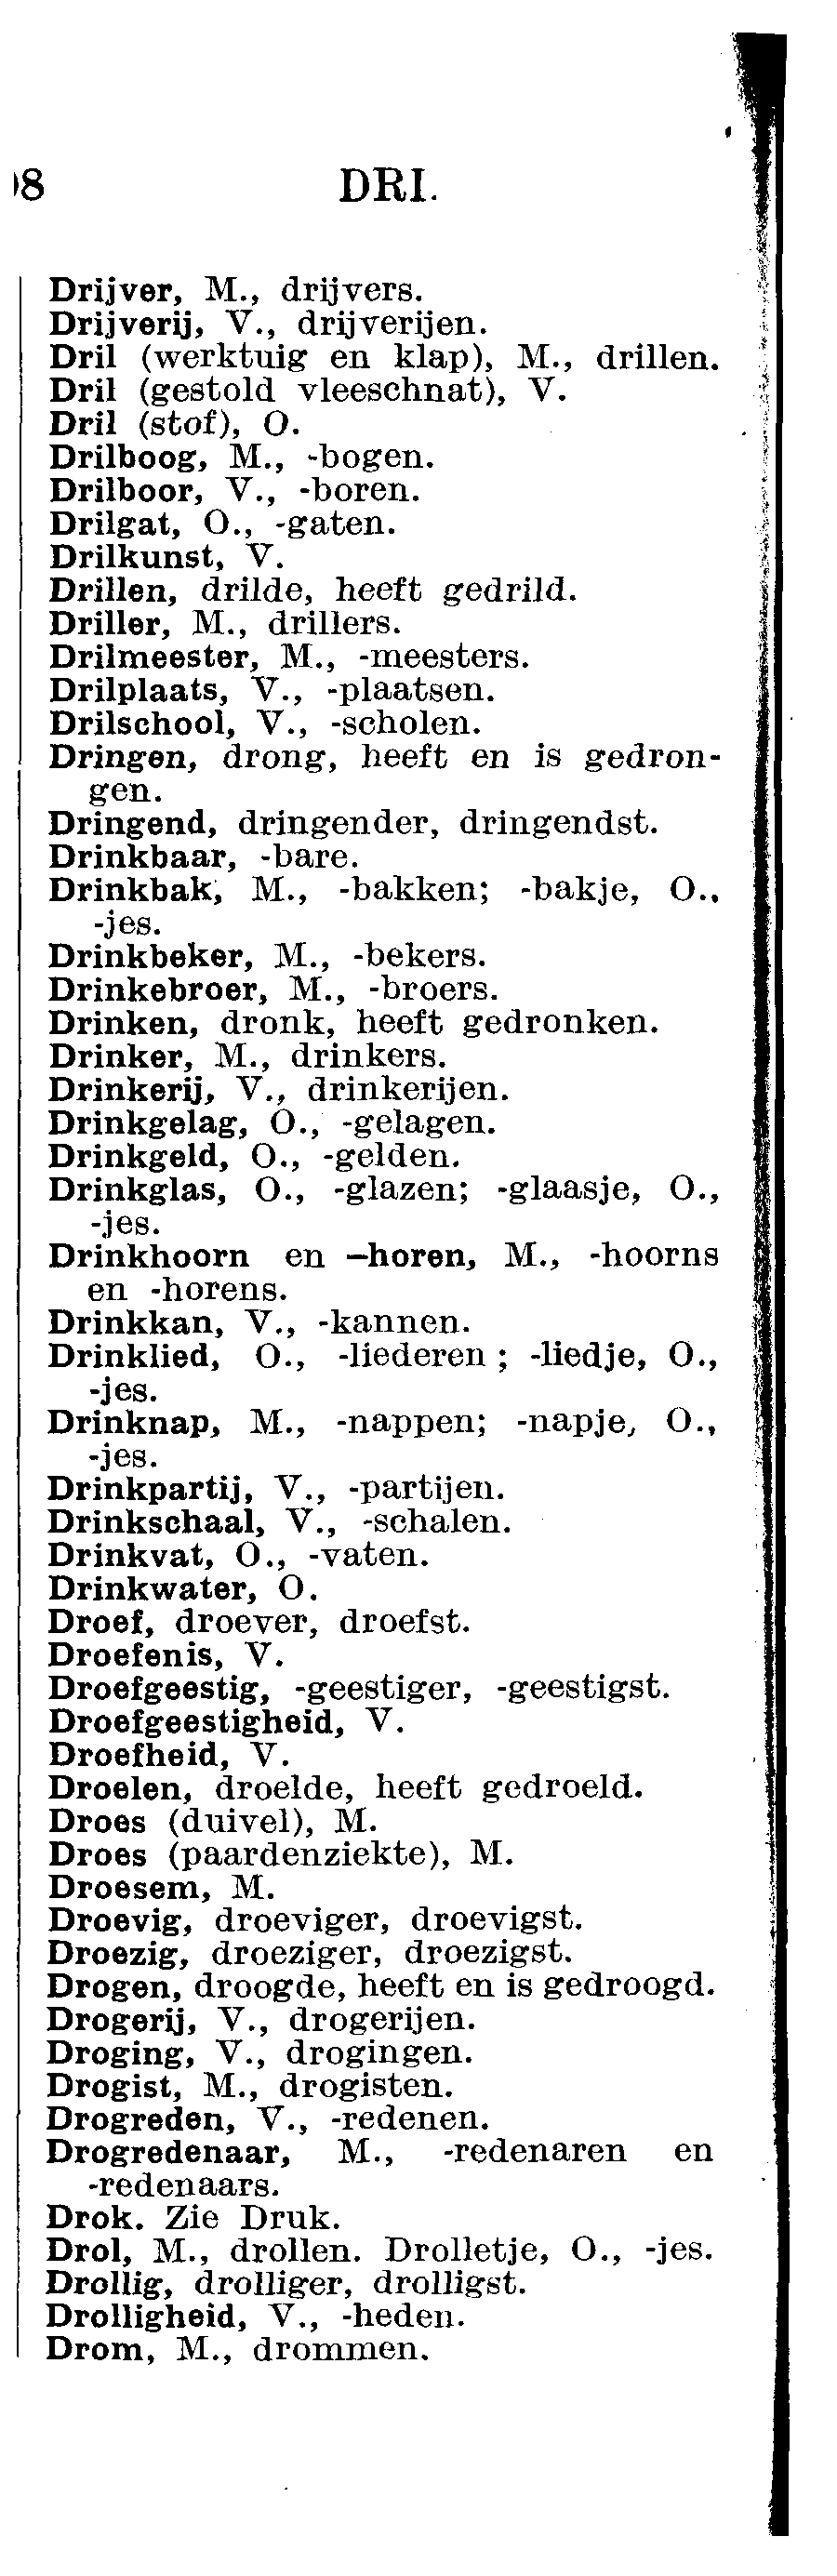 8 DRI.
Drijver, M., drijvers.
Drijverij, V., drijverijen.
Dril (werktuig en klap), M., drillen.
Dril (gestold vleeschnat), V.
Dril (stof), O.
Drilboog, M., -bogen.
Drilboor, V., -boren.
Drilgat, O., -gaten.
Drilkunst, V.
Drillen, drilde, heeft gedrild.
Driller, M., drillers.
Drilmeester, M., -meesters.
Drilplaats, V., -plaatsen.
Drilschool, V., -scholen.
Dringen, drong, heeft en is gedron-
gen.
Dringend, dringender, dringendst.
Drinkbaar, -bare.
Drinkbak, M., -bakken; -bakje, O.,
-jes.
Drinkbeker, M., -bekers.
Drinkebroer, M., -broers.
Drinken, dronk, heeft gedronken.
Drinker, M., drinkers.
Drinkerij, V., drinkerijen.
Drinkgelag, O., -gelagen.
Drinkgeld, O., -gelden.
Drinkglas, O., -glazen; -glaasje, O.,
-jes.
Drinkhoorn en —horen, M., -hoorns
en -horens.
Drinkkan, V., -kannen.
Drinklied, O., -liederen; -liedje, O.,
-jes.
Drinknap, M., -nappen; -napje, O.,
-jes.
Drinkpartij, V., -partijen.
Drinkschaal, V., -schalen.
Drinkvat, O., -vaten.
Drinkwater, O.
Droef, droever, droefst.
Droefenis, V.
Droefgeestig, -geestiger, -geestigst.
Droefgeestigheid, V.
Droefheid, V.
Droelen, droelde, heeft gedroeld.
Droes (duivel), M.
Droes (paardenziekte), M.
Droesem, M.
Droevig, droeviger, droevigst.
Droezig, droeziger, droezigst.
Drogen, droogde, heeft en is gedroogd.
Drogerij, V., drogerijen.
Droging, V., drogingen.
Drogist, M., drogisten.
Drogreden, V., -redenen.
Drogredenaar, M., -redenaren en
-redenaars.
Drok. Zie Druk.
Drol, M., drollen. Drolletje, O., -jes.
Drollig, drolliger, drolligst.
Drolligheid, V., -heden.
Drom, M., drommen.